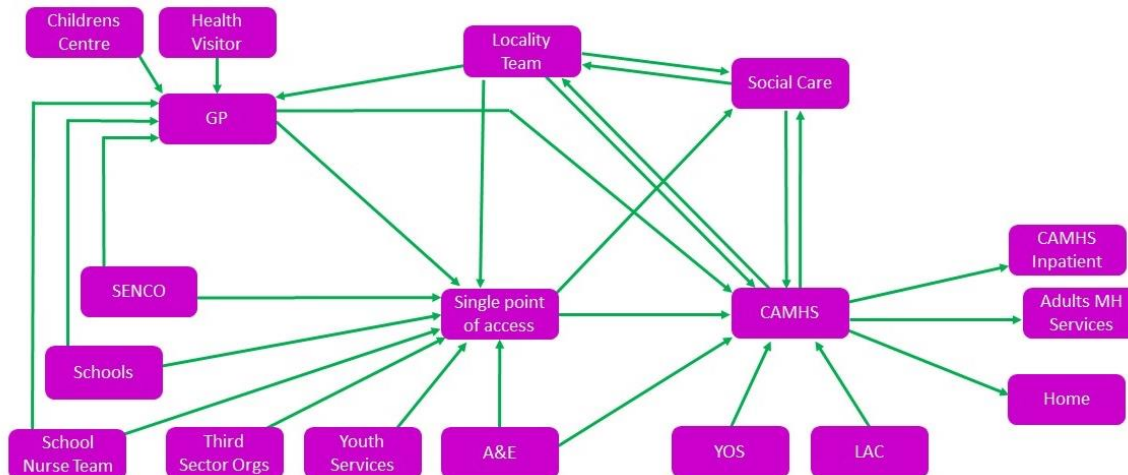 Childrens
Centre
Health
Visitor
Locality
Team
Social Care
GP
CAMHS
Inpatient
SENCO
Single point
of access
CAMHS
Adults MH
Services
Schools
Home
School
Nurse Team
Third
Sector Orgs
Youth
Services
A&E
YOS
LAC